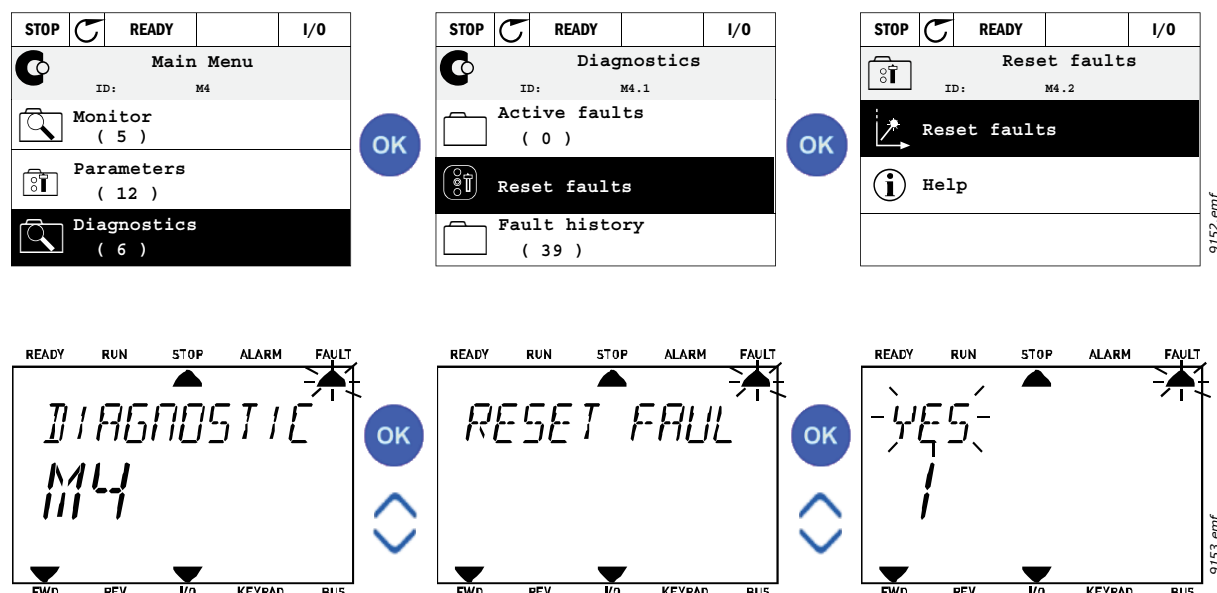 STOP READY I/O
Main Menu
ID: M4
Monitor
( 5 )
Parameters
( 12 )
Diagnostics
( 6 )
OK
STOP READY I/O
Diagnostics
ID: M4.1
Active faults
( 0 )
Reset faults
Fault history
( 39 )
OK
STOP READY I/O
Reset faults
ID: M4.2
Reset faults
Help
9152.emf
READY RUN STOP ALARM FAULT
DIAGNOSTIC
M4
FWD REV I/O KEYPAD BUS
OK
READY RUN STOP ALARM FAULT
RESET FAUL
FWD REV I/O KEYPAD BUS
OK
READY RUN STOP ALARM FAULT
YES
1
FWD REV I/O KEYPAD BUS
9153.emf